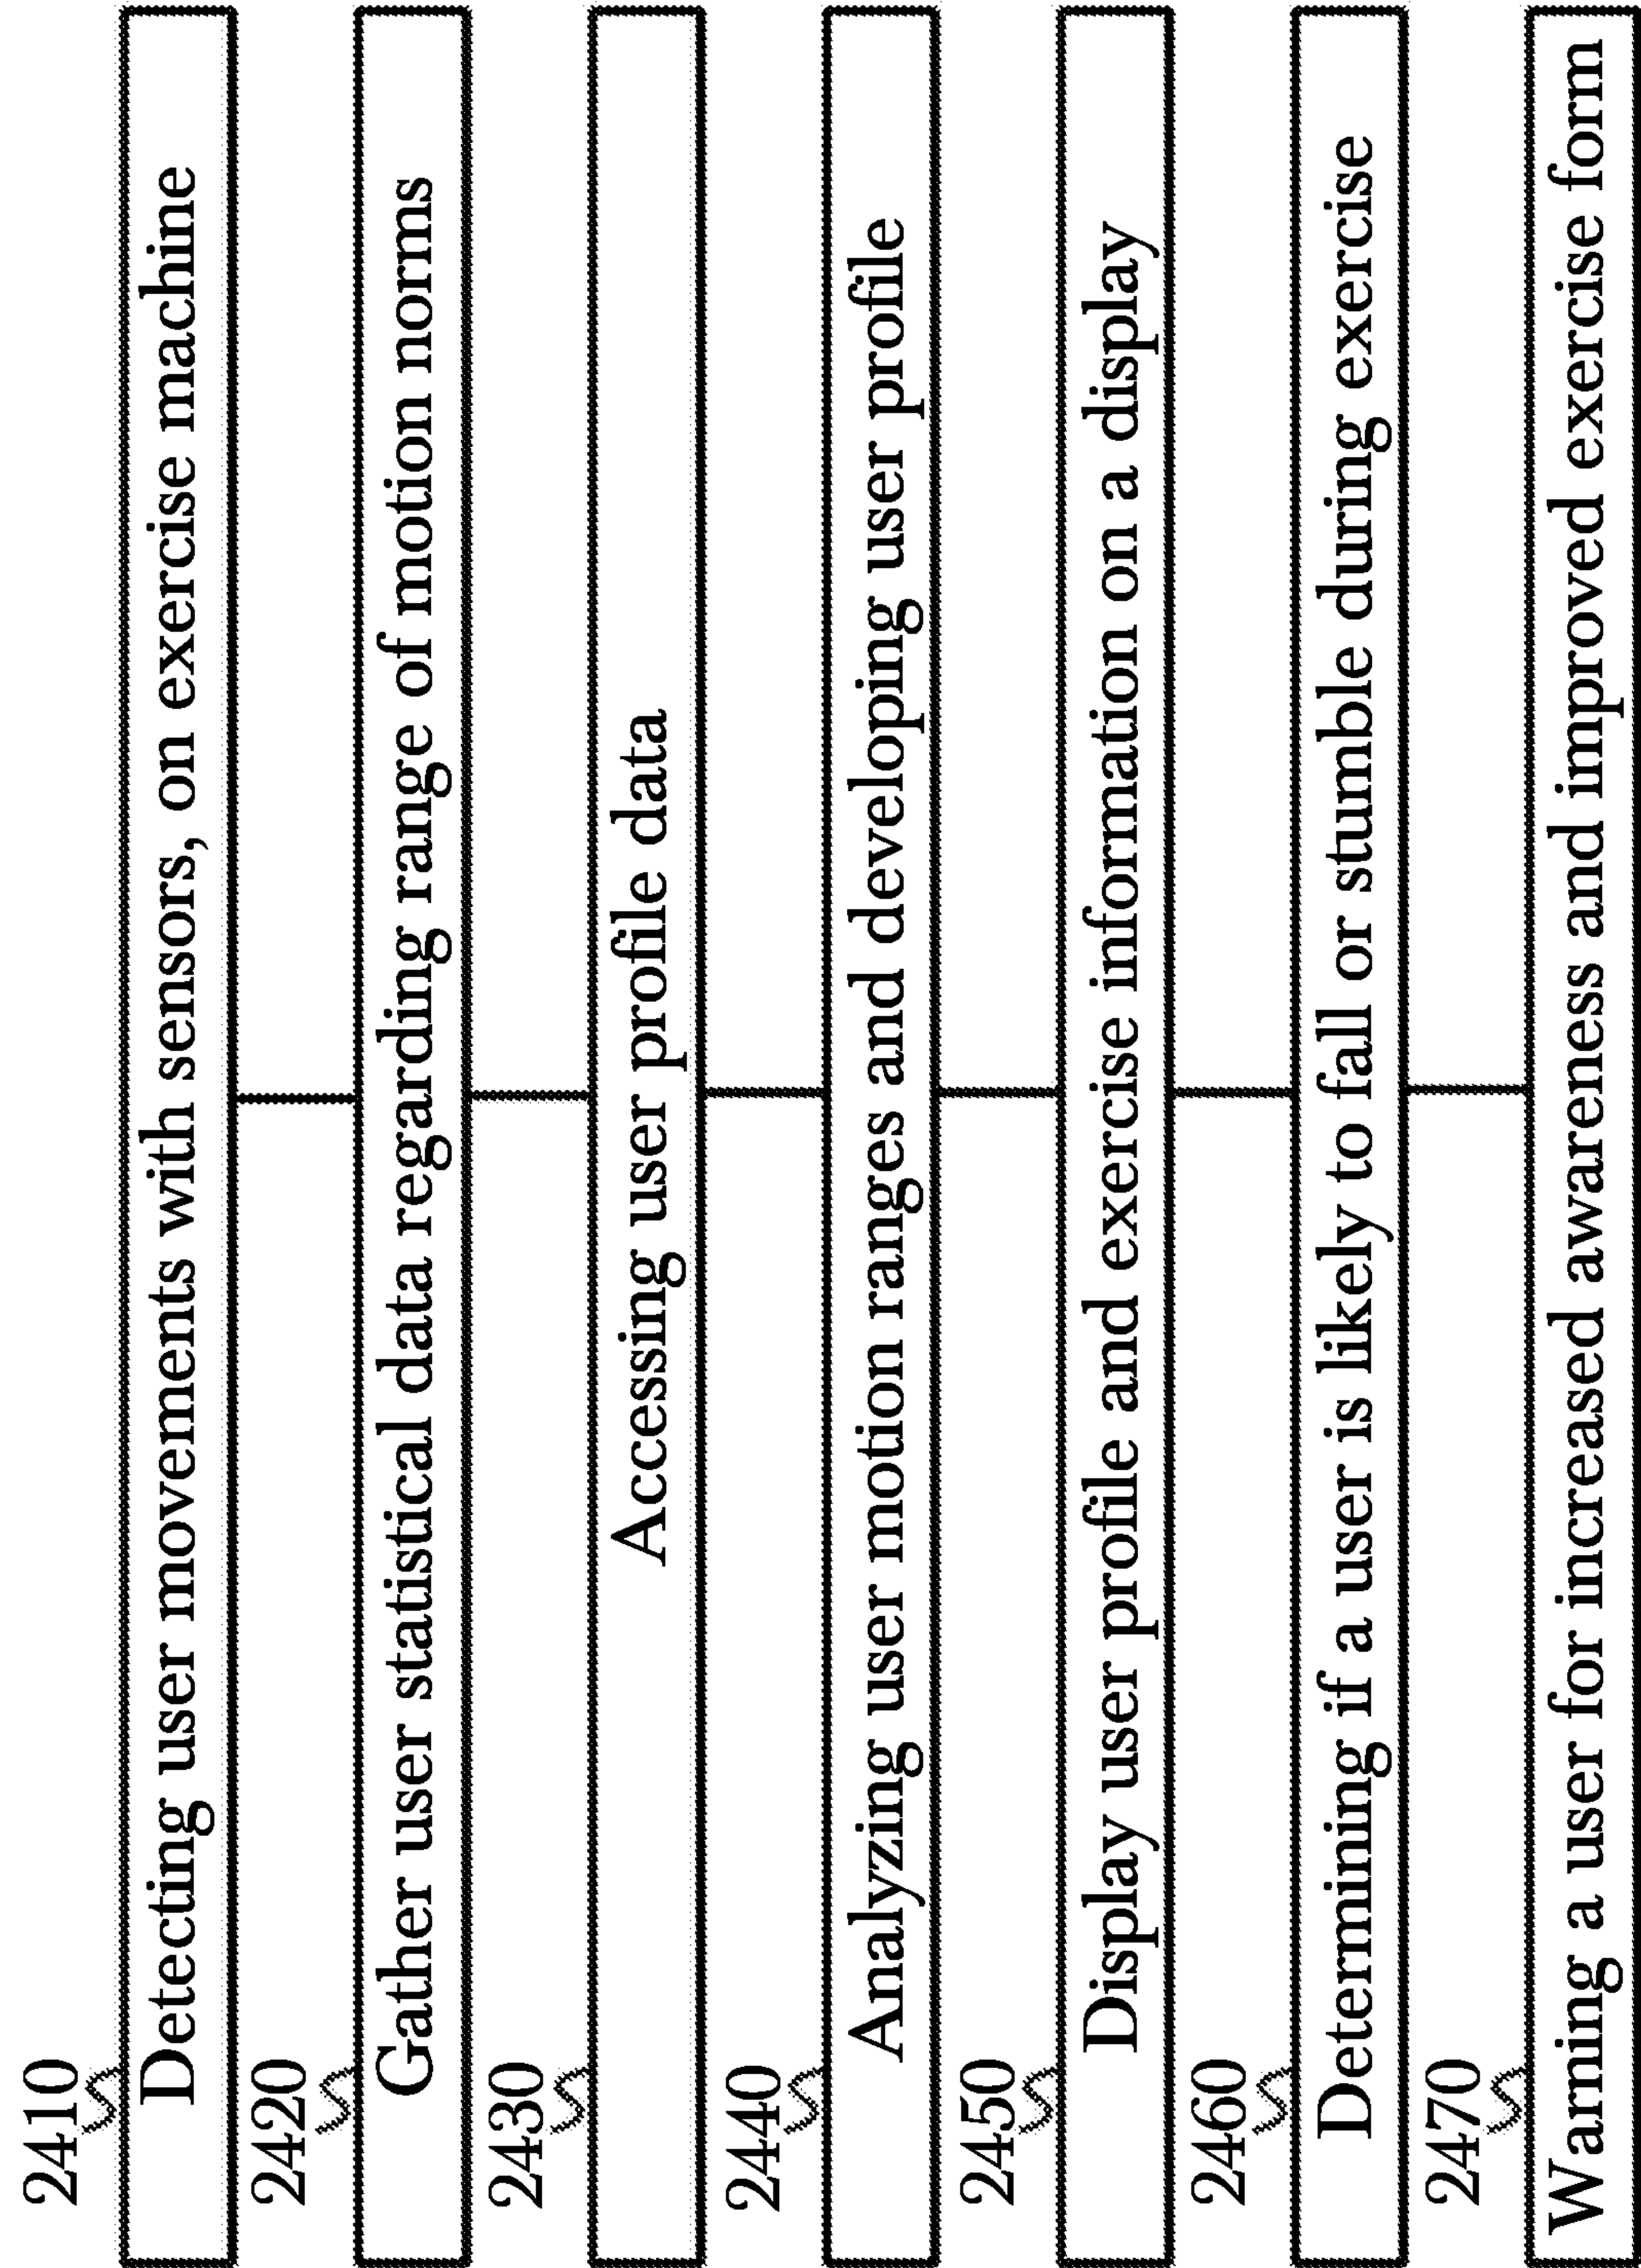 2410
Detecting user movements with sensors, on exercise machine
2420
Gather user statistical data regarding range of motion norms
2430
Accessing user profile data
2440
Analyzing user motion ranges and developing user profile
2450
Display user profile and exercise information on a display
2460
Determining if a user is likely to fall or stumble during exercise
2470
Warning a user for increased awareness and improved exercise form